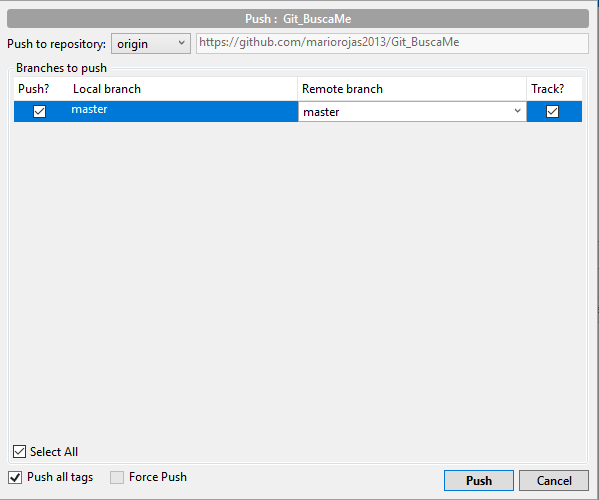 Push : Git_BuscaMe
Push to repository: origin https://github.com/mariorojas2013/Git_BuscaMe
Branches to push
Push? Local branch Remote branch Track?
master master
Select All
Push all tags Force Push Push Cancel